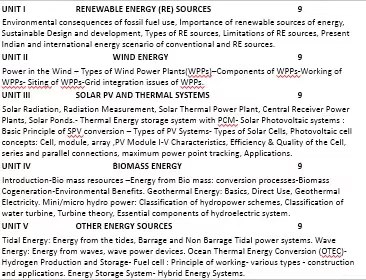 UNIT I RENEWABLE ENERGY (RE) SOURCES 9
Environmental consequences of fossil fuel use, Importance of renewable sources of energy,
Sustainable Design and development, Types of RE sources, Limitations of RE sources, Present
Indian and international energy scenario of conventional and RE sources.
UNIT II WIND ENERGY 9
Power in the Wind – Types of Wind Power Plants(WPPs)–Components of WPPs-Working of
WPPs- Siting of WPPs-Grid integration issues of WPPs.
UNIT III SOLAR PV AND THERMAL SYSTEMS 9
Solar Radiation, Radiation Measurement, Solar Thermal Power Plant, Central Receiver Power
Plants, Solar Ponds.- Thermal Energy storage system with PCM- Solar Photovoltaic systems :
Basic Principle of SPV conversion – Types of PV Systems- Types of Solar Cells, Photovoltaic cell
concepts: Cell, module, array ,PV Module I-V Characteristics, Efficiency & Quality of the Cell,
series and parallel connections, maximum power point tracking, Applications.
UNIT IV BIOMASS ENERGY 9
Introduction-Bio mass resources –Energy from Bio mass: conversion processes-Biomass
Cogeneration-Environmental Benefits. Geothermal Energy: Basics, Direct Use, Geothermal
Electricity. Mini/micro hydro power: Classification of hydropower schemes, Classification of
water turbine, Turbine theory, Essential components of hydroelectric system.
UNIT V OTHER ENERGY SOURCES 9
Tidal Energy: Energy from the tides, Barrage and Non Barrage Tidal power systems. Wave
Energy: Energy from waves, wave power devices. Ocean Thermal Energy Conversion (OTEC)-
Hydrogen Production and Storage- Fuel cell : Principle of working- various types - construction
and applications. Energy Storage System- Hybrid Energy Systems.